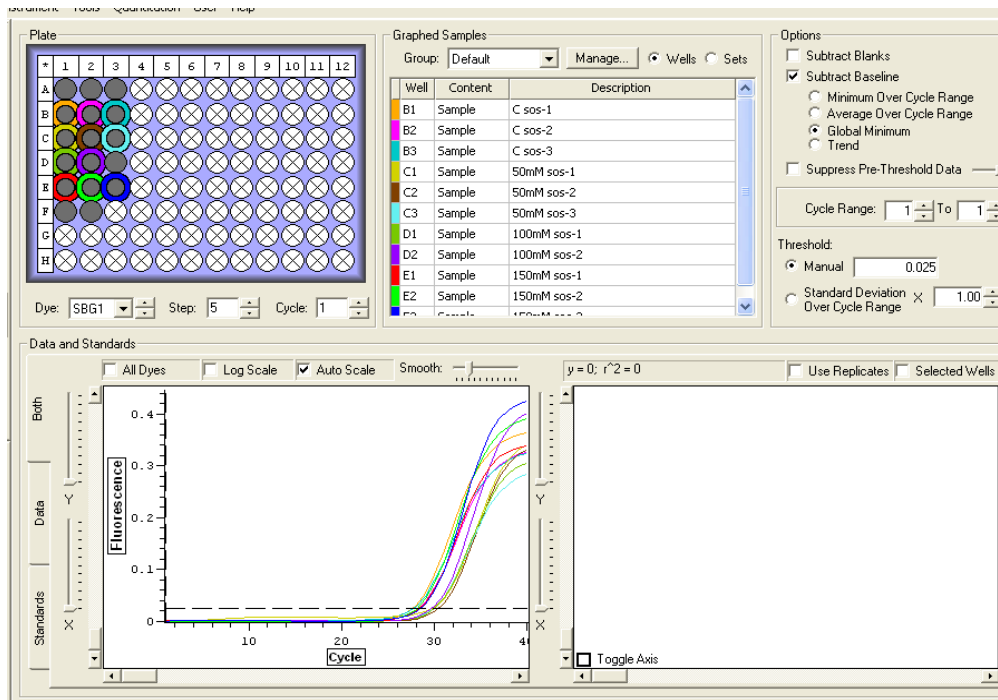 Instrument Tools Quantitation User Help
Plate
* 1 2 3 4 5 6 7 8 9 10 11 12
A
B
C
D
E
F
G
H
Dye: SBG1 Step: 5 Cycle: 1
Graphed Samples
Group: Default Manage... Wells Sets
Well Content Description
B1 Sample C sos-1
B2 Sample C sos-2
B3 Sample C sos-3
C1 Sample 50mM sos-1
C2 Sample 50mM sos-2
C3 Sample 50mM sos-3
D1 Sample 100mM sos-1
D2 Sample 100mM sos-2
E1 Sample 150mM sos-1
E2 Sample 150mM sos-2
Options
Subtract Blanks
Subtract Baseline
Minimum Over Cycle Range
Average Over Cycle Range
Global Minimum
Trend
Suppress Pre-Threshold Data
Cycle Range: 1 To 1
Threshold:
Manual 0.025
Standard Deviation X 1.00
Over Cycle Range
Data and Standards
Both
Data
Standards
All Dyes Log Scale Auto Scale Smooth:
Y
X
0.4
0.3
0.2
0.1
0
Fluorescence
10 20 30 4
Cycle
y = 0; r^2 = 0 Use Replicates Selected Wells
Y
X
Toggle Axis